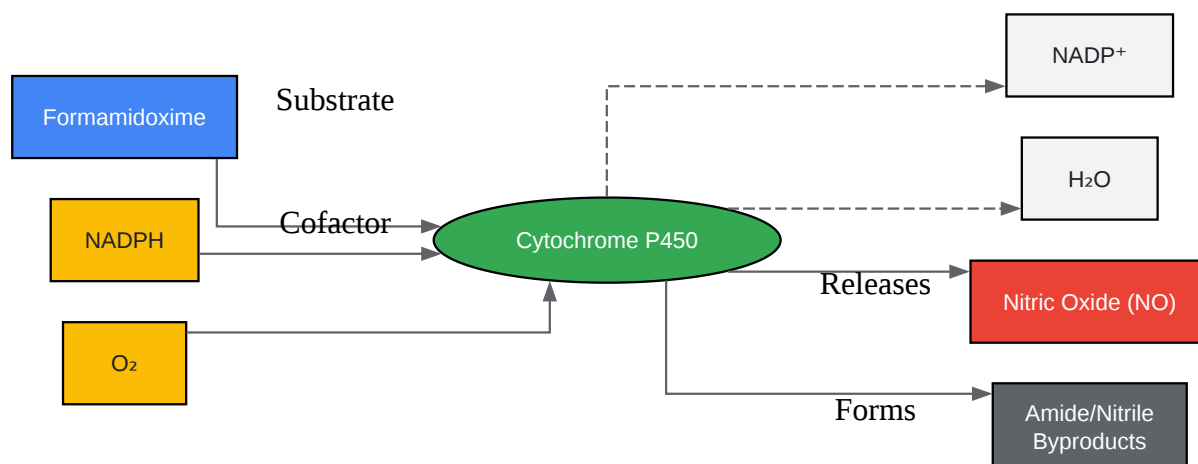 NADP⁺
Formamidoxime
Substrate
H₂O
NADPH
Cofactor
Cytochrome P450
Releases
Nitric Oxide (NO)
O₂
Forms
Amide/Nitrile
Byproducts